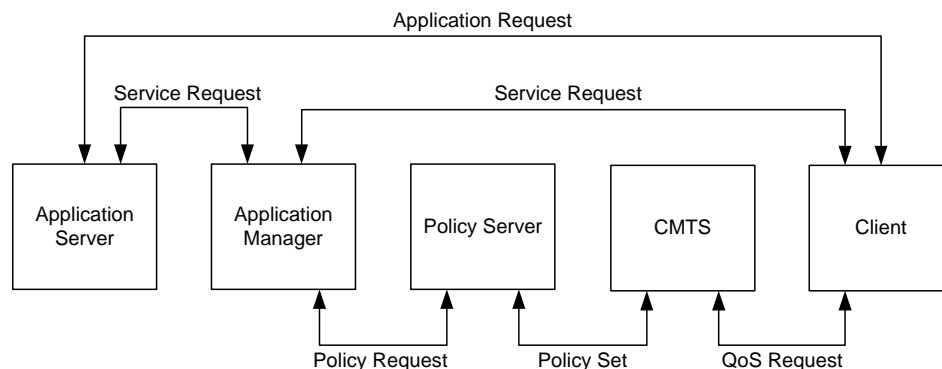 Application Request
Service Request
Service Request
Application
Server
Application
Manager
Policy Server
CMTS
Client
Policy Request
Policy Set
QoS Request